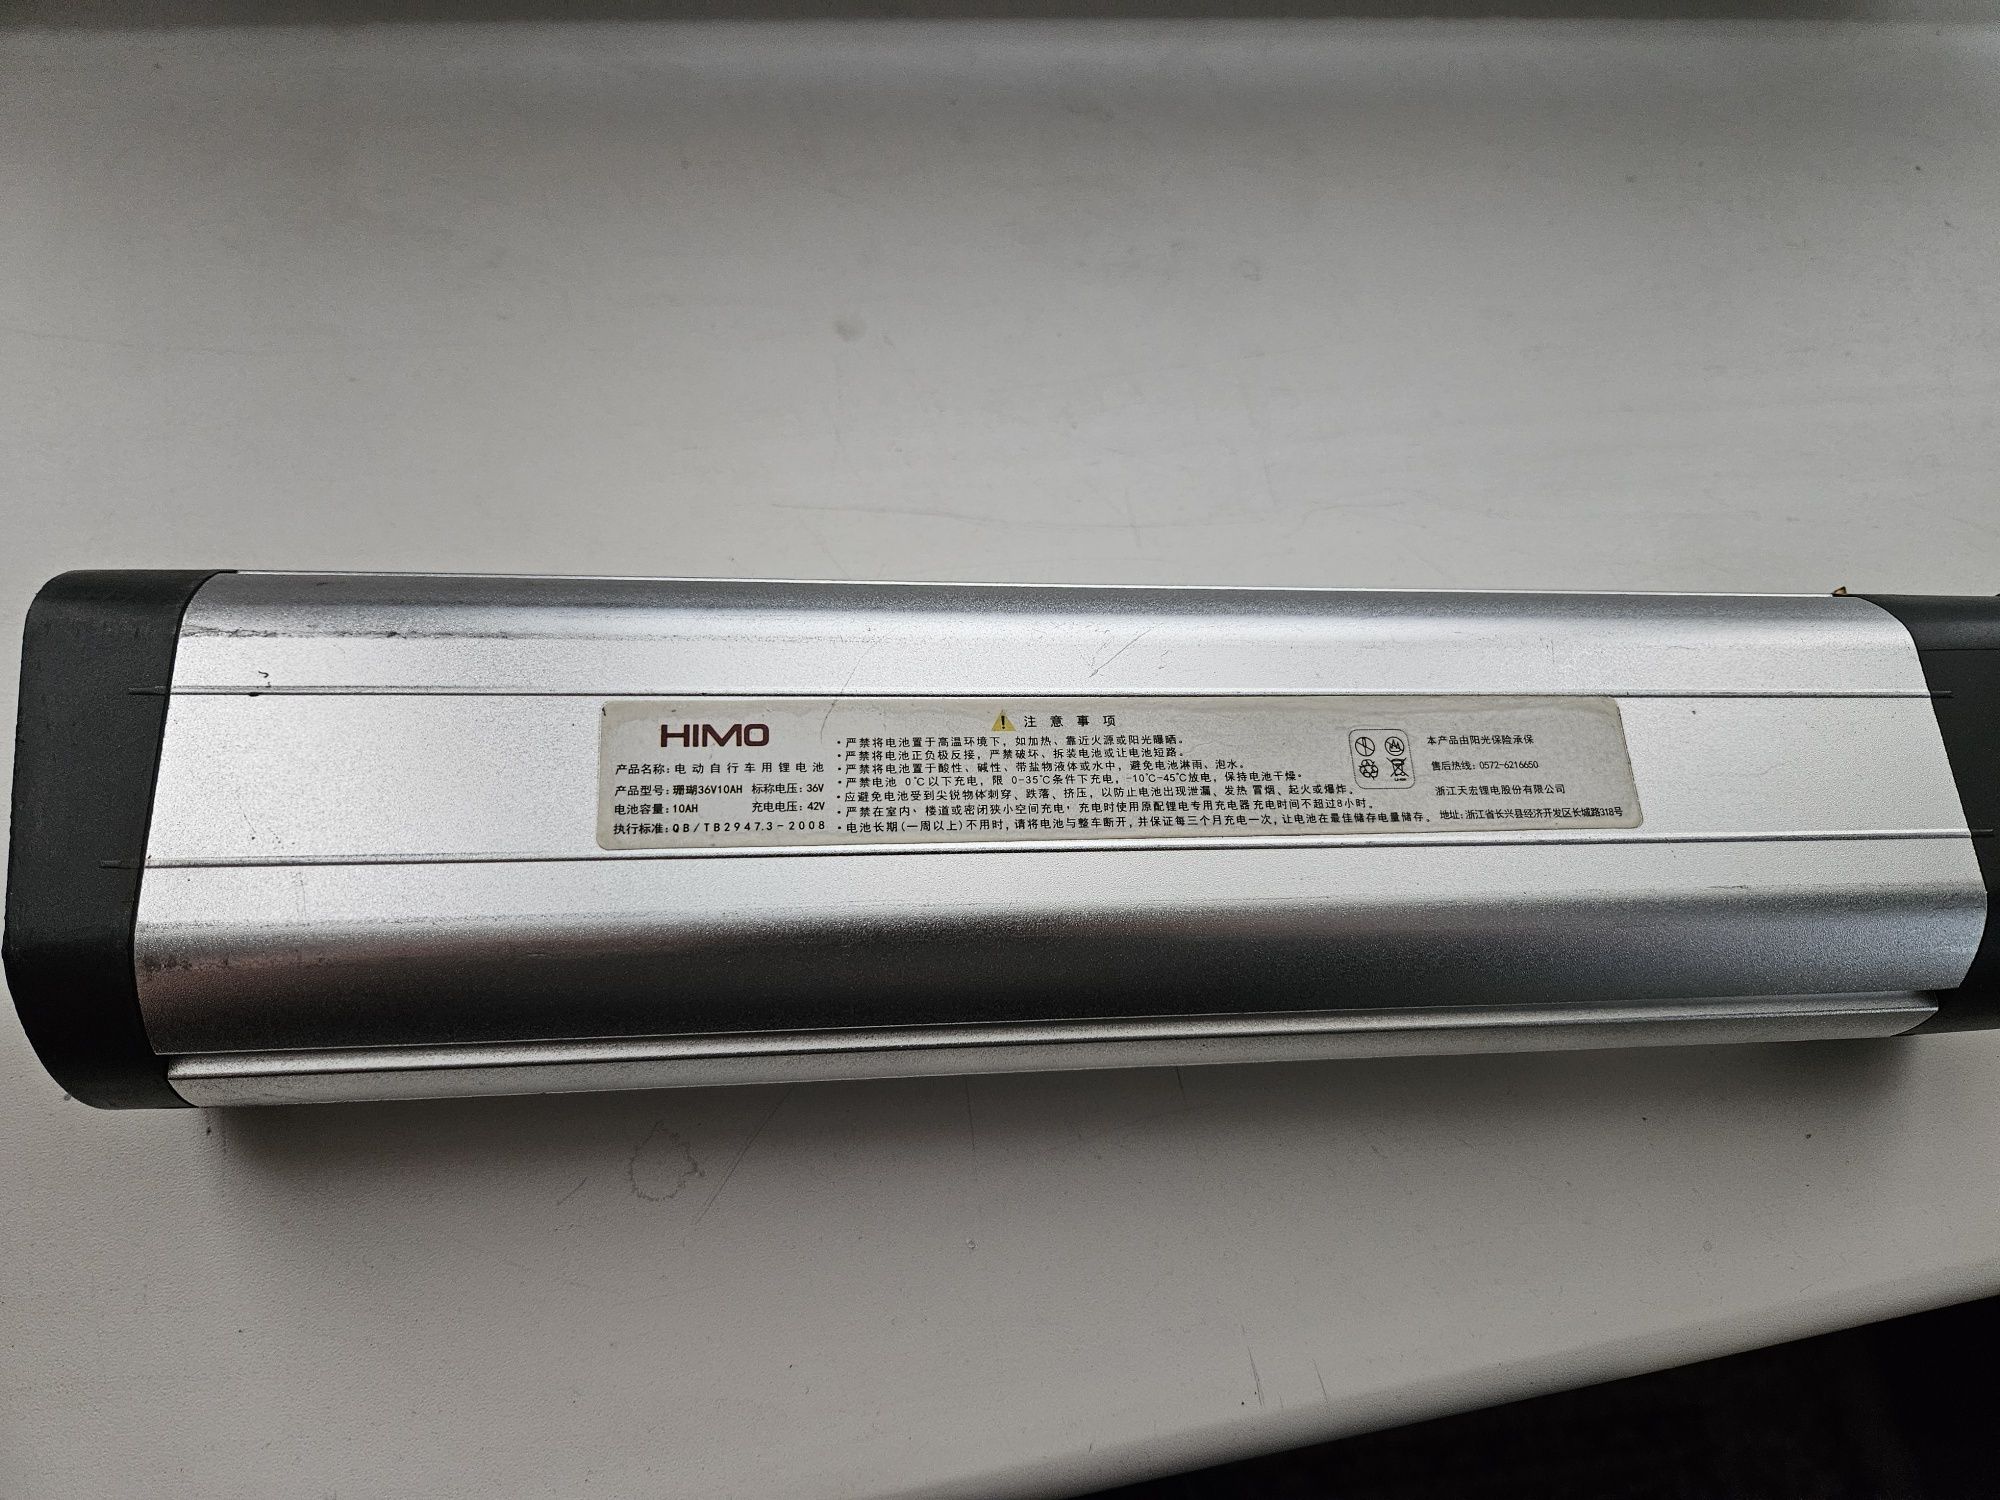 HIMO
产品名称: 电动自行车用锂电池
产品型号: 珊瑚36V10AH 标称电压: 36V
电池容量: 10AH 充电电压: 42V
执行标准: QB/TB2947.3-2008
注意事项
·严禁将电池置于高温环境下，如加热、靠近火源或阳光曝晒。
·严禁将电池正负极反接，严禁破坏、拆装电池或让电池短路。
·严禁将电池置于酸性、碱性、带盐物液体或水中，避免电池淋雨、泡水。
·严禁电池 0℃以下充电，限 0-35℃条件下充电，-10℃-45℃放电，保持电池干燥。
·应避免电池受到尖锐物体刺穿、跌落、挤压，以防止电池出现泄漏、发热 冒烟、起火或爆炸。
·严禁在室内、楼道或密闭狭小空间充电，充电时使用原配锂电专用充电器充电时间不超过8小时。
·电池长期(一周以上)不用时,请将电池与整车断开,并保证每三个月充电一次,让电池在最佳储存电量储存。
本产品由阳光保险承保
售后热线: 0572-6216650
浙江天宏锂电股份有限公司
地址: 浙江省长兴县经济开发区长城路318号